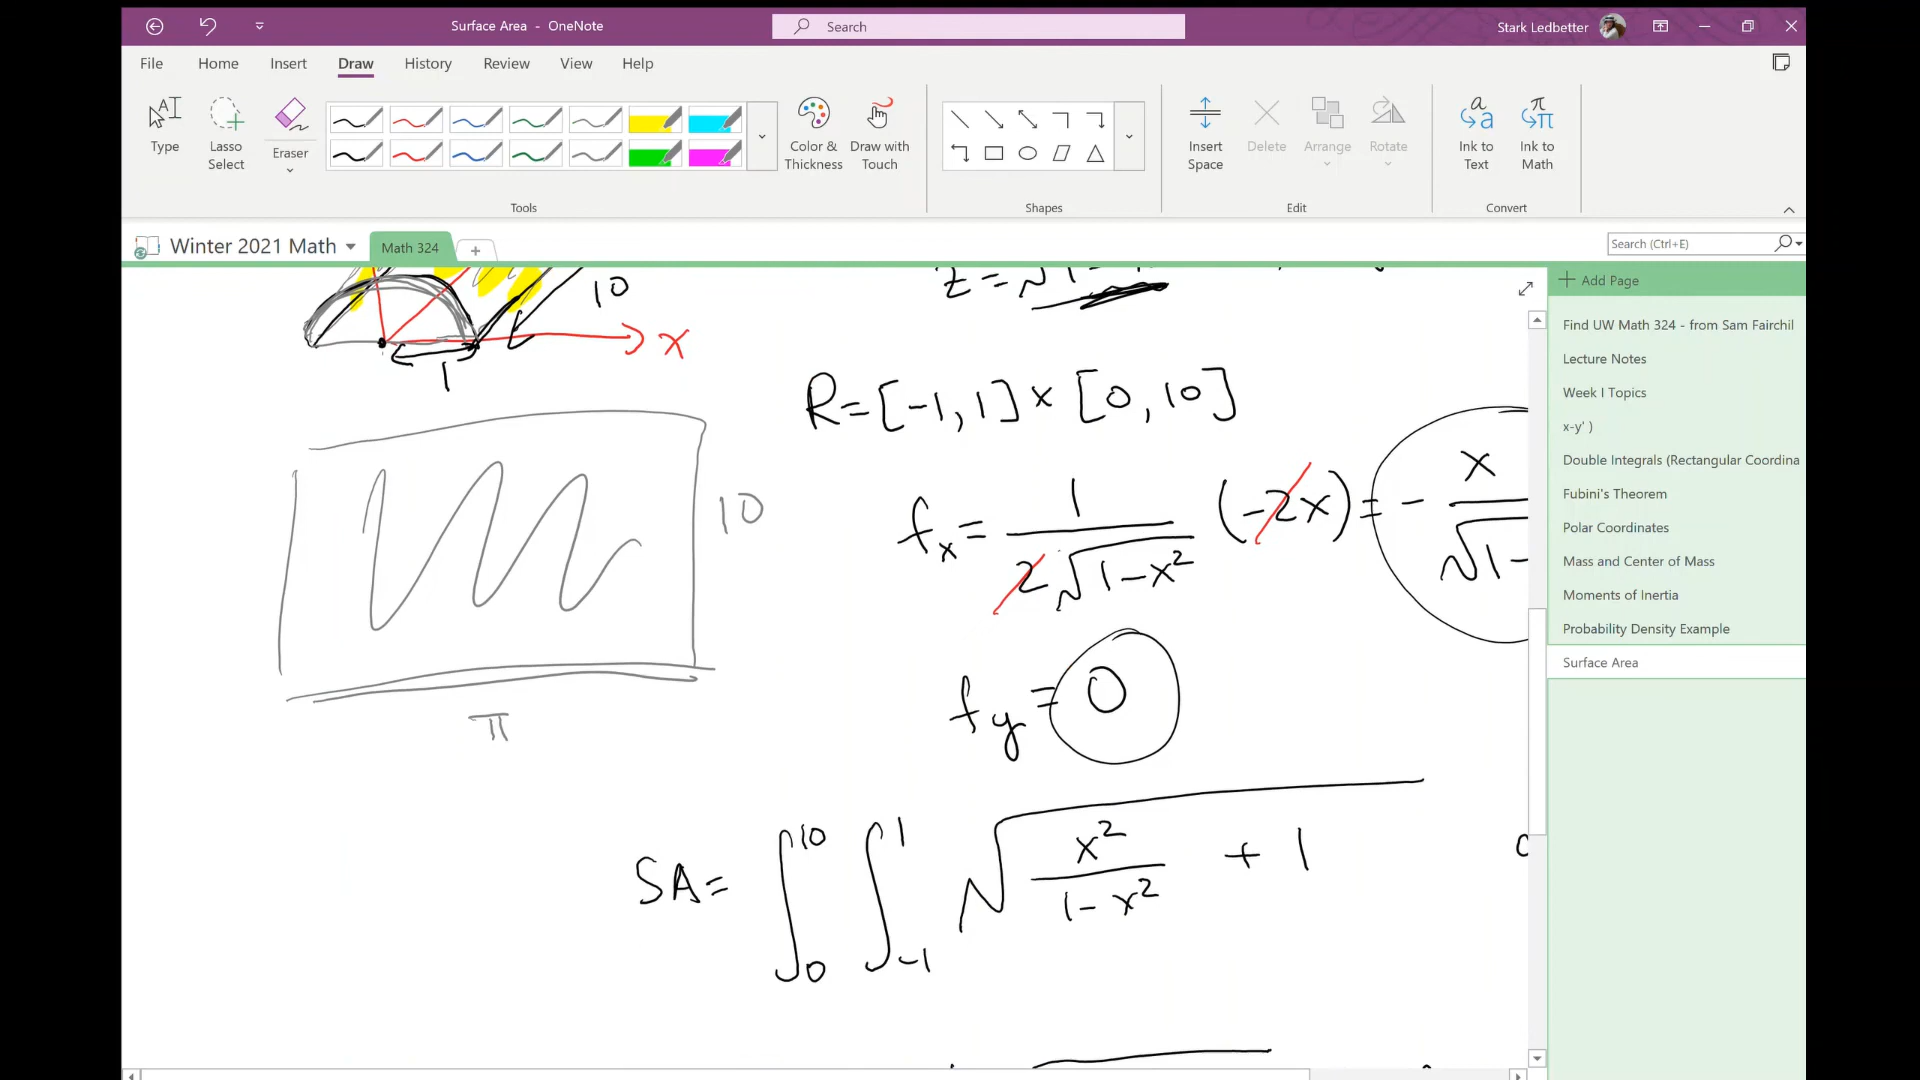 Surface Area - OneNote
Search
Stark Ledbetter
File Home Insert Draw History Review View Help
Type
Lasso Select
Eraser
Color & Thickness
Draw with Touch
Insert Space
Delete
Arrange
Rotate
Ink to Text
Ink to Math
Tools
Shapes
Edit
Convert
Winter 2021 Math
Math 324
Search (Ctrl+E)
Add Page
Find UW Math 324 - from Sam Fairchil
Lecture Notes
Week I Topics
x-y' )
Double Integrals (Rectangular Coordina
Fubini's Theorem
Polar Coordinates
Mass and Center of Mass
Moments of Inertia
Probability Density Example
Surface Area
10
x
1
10
π
z = √1-
R = [-1, 1] × [0, 10]
f_x = 1/(2√(1-x²)) (-2x) = - x/√1-
f_y = 0
SA = ∫_0^10 ∫_-1^1 √(x²/(1-x²) + 1)